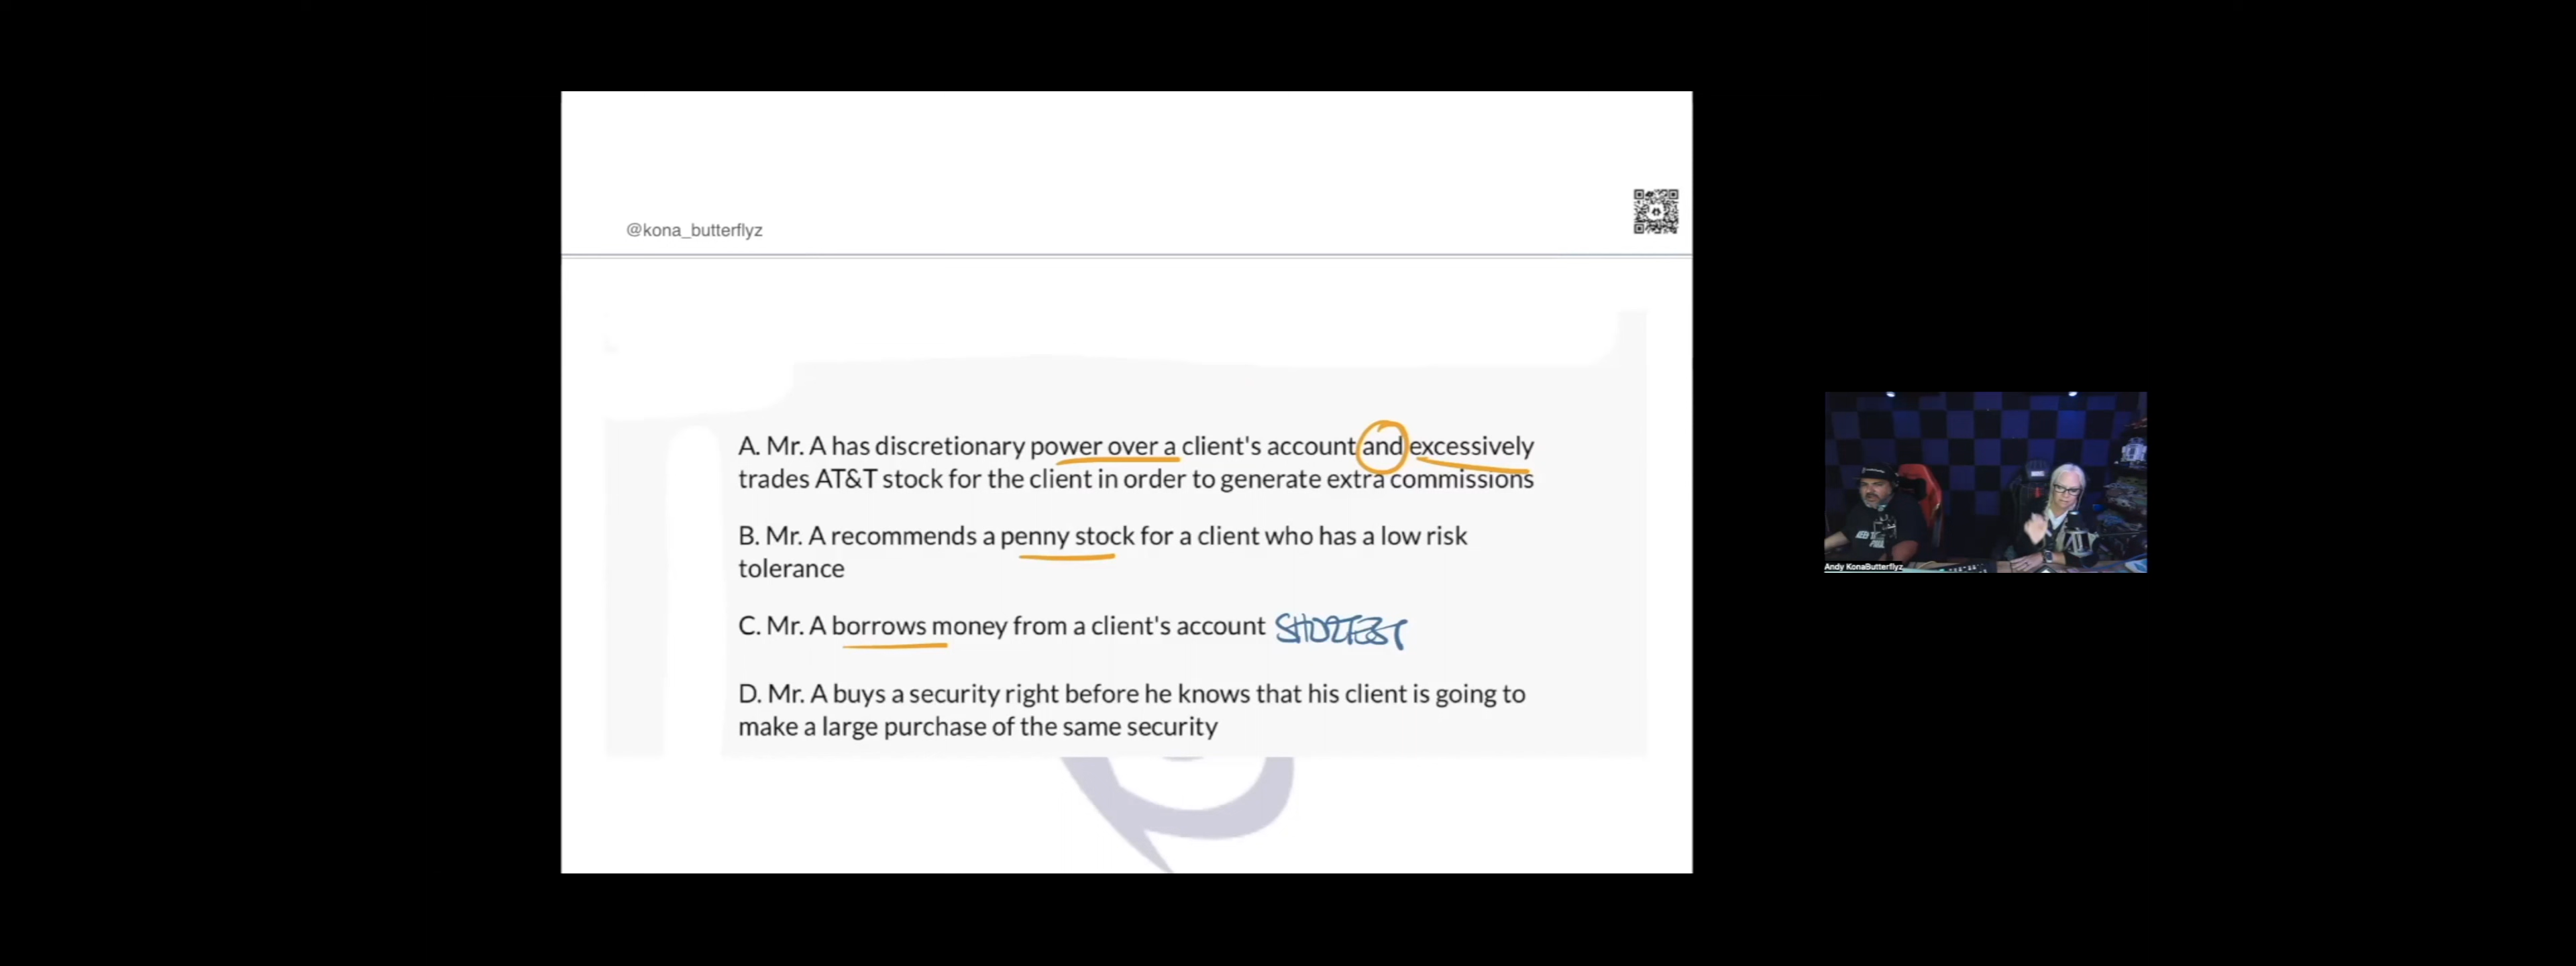 @kona_butterflyz
A. Mr. A has discretionary power over a client's account and excessively
trades AT&T stock for the client in order to generate extra commissions
B. Mr. A recommends a penny stock for a client who has a low risk
tolerance
C. Mr. A borrows money from a client's account SHORTEST
D. Mr. A buys a security right before he knows that his client is going to
make a large purchase of the same security
Andy KonaButterflyz